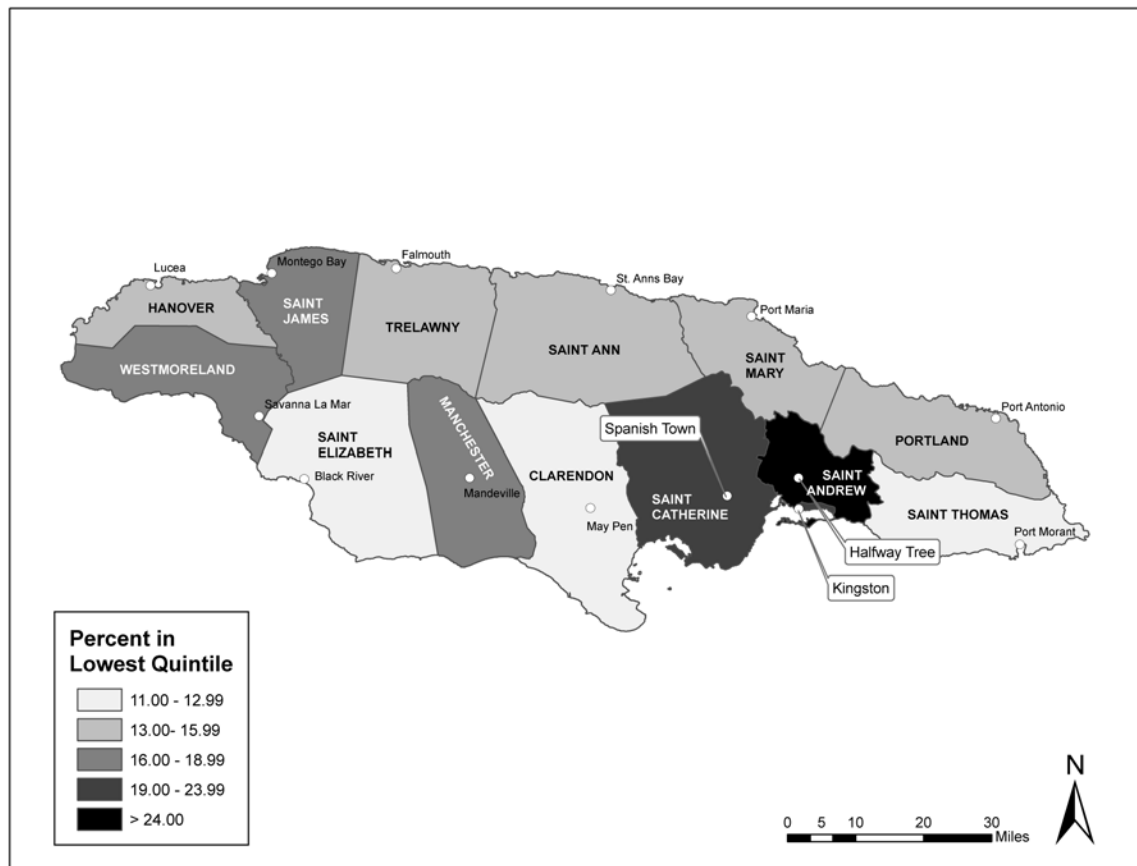 Lucea
Montego Bay
Falmouth
St. Anns Bay
Port Maria
HANOVER
SAINT
JAMES
TRELAWNY
SAINT ANN
SAINT
MARY
WESTMORELAND
Savanna La Mar
MANCHESTER
Spanish Town
Port Antonio
PORTLAND
SAINT
ELIZABETH
Black River
Mandeville
CLARENDON
May Pen
SAINT
CATHERINE
SAINT
ANDREW
SAINT THOMAS
Port Morant
Halfway Tree
Kingston
Percent in
Lowest Quintile
11.00 - 12.99
13.00- 15.99
16.00 - 18.99
19.00 - 23.99
> 24.00
N
0 5 10 20 30
Miles